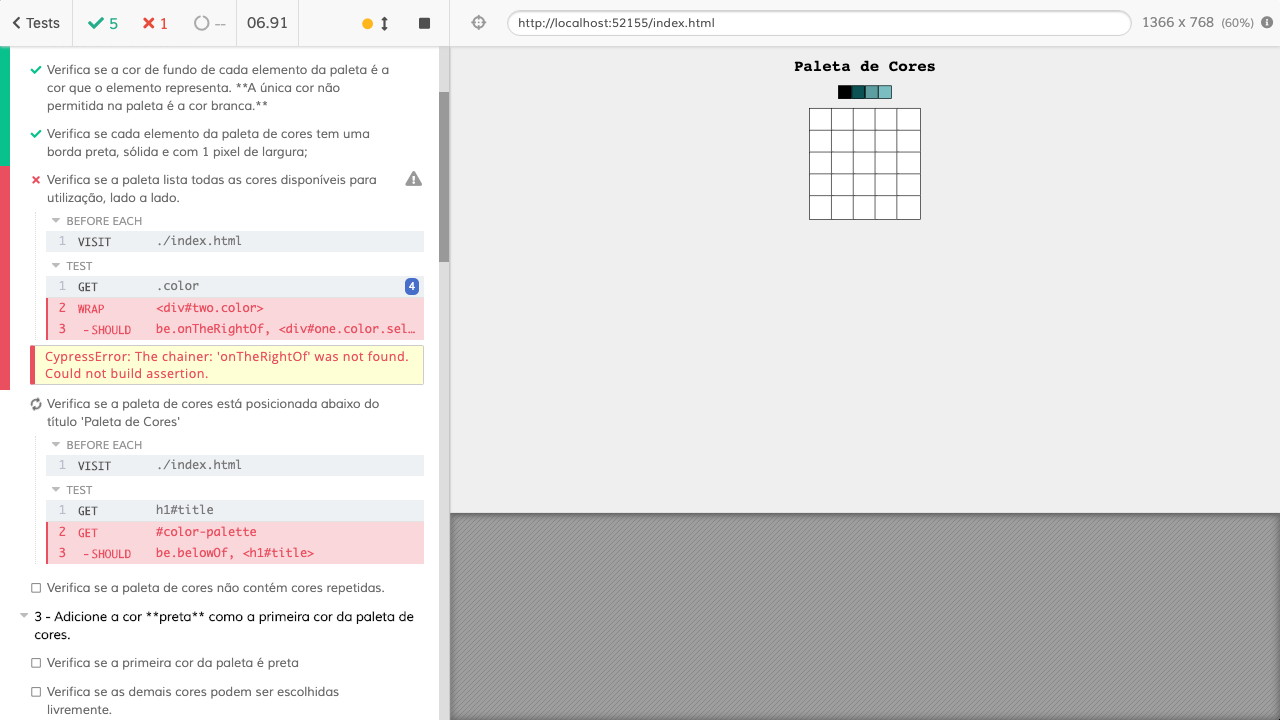 Tests
5
1
--
06.91
http://localhost:52155/index.html
1366 x 768 (60%)
Verifica se a cor de fundo de cada elemento da paleta é a
cor que o elemento representa. **A única cor não
permitida na paleta é a cor branca.**
Verifica se cada elemento da paleta de cores tem uma
borda preta, sólida e com 1 pixel de largura;
Verifica se a paleta lista todas as cores disponíveis para
utilização, lado a lado.
BEFORE EACH
1 VISIT ./index.html
TEST
1 GET .color 4
2 WRAP <div#two.color>
3 -SHOULD be.onTheRightOf, <div#one.color.sel…
CypressError: The chainer: 'onTheRightOf' was not found.
Could not build assertion.
Verifica se a paleta de cores está posicionada abaixo do
título 'Paleta de Cores'
BEFORE EACH
1 VISIT ./index.html
TEST
1 GET h1#title
2 GET #color-palette
3 -SHOULD be.belowOf, <h1#title>
Verifica se a paleta de cores não contém cores repetidas.
3 - Adicione a cor **preta** como a primeira cor da paleta de
cores.
Verifica se a primeira cor da paleta é preta
Verifica se as demais cores podem ser escolhidas
livremente.
Paleta de Cores